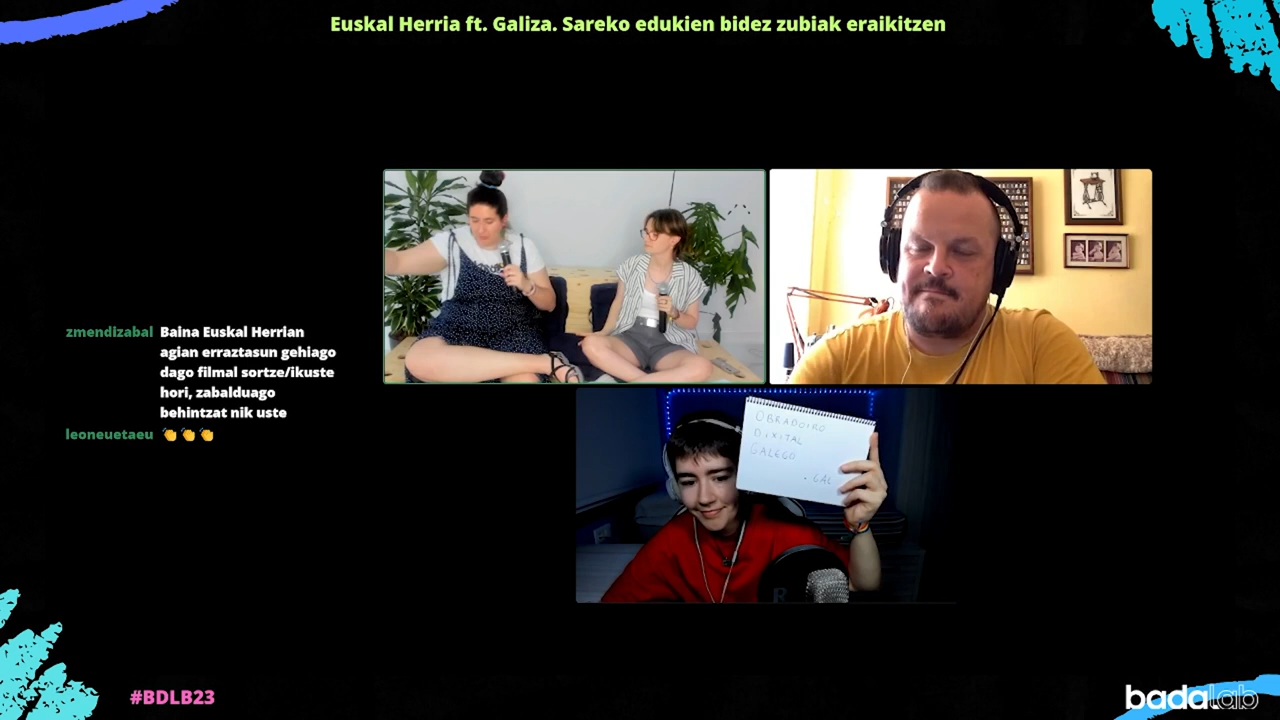 Euskal Herria ft. Galiza. Sareko edukien bidez zubiak eraikitzen
zmendizabal Baina Euskal Herrian
agian erraztasun gehiago
dago filmal sortze/ikuste
hori, zabalduago
behintzat nik uste
leoneuetaeu 👏👏👏
OBRADOIRO
DIXITAL
GALEGO
.GAL
R
#BDLB23
badalab